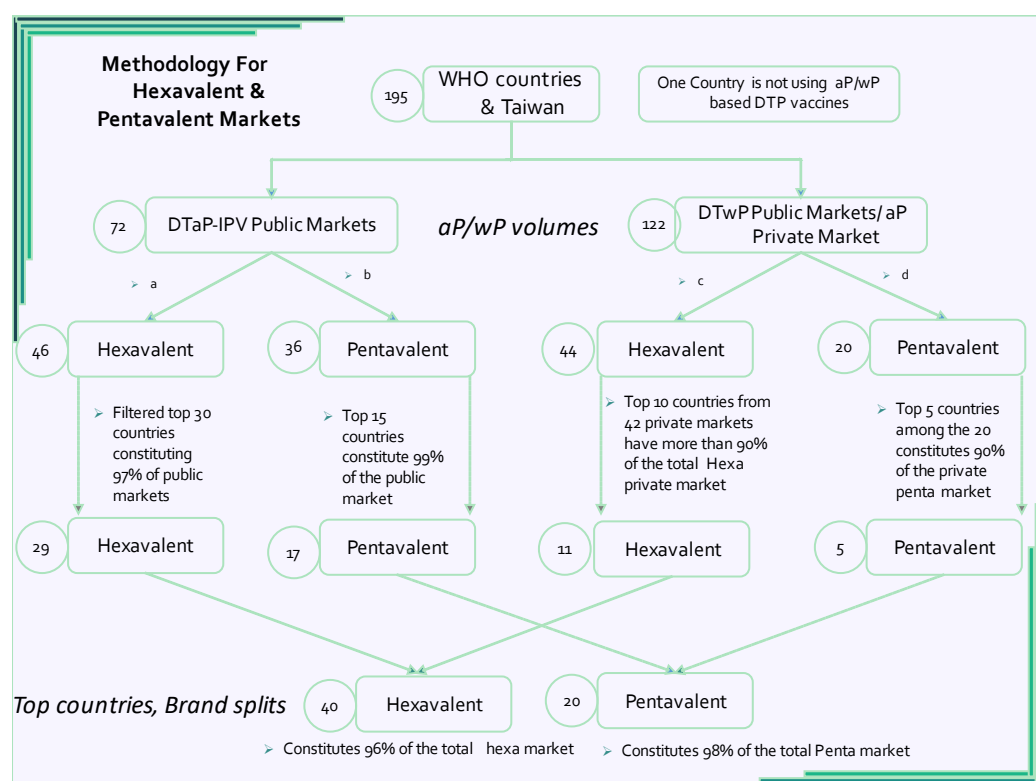 Methodology For
Hexavalent &
Pentavalent Markets
195
WHO countries
& Taiwan
One Country is not using aP/wP
based DTP vaccines
72
DTaP-IPV Public Markets
aP/wP volumes
122
DTwP Public Markets/ aP
Private Market
a
b
c
d
46
Hexavalent
36
Pentavalent
44
Hexavalent
20
Pentavalent
Filtered top 30
countries
constituting
97% of public
markets
Top 15
countries
constitute 99%
of the public
market
Top 10 countries from
42 private markets
have more than 90%
of the total Hexa
private market
Top 5 countries
among the 20
constitutes 90%
of the private
penta market
29
Hexavalent
17
Pentavalent
11
Hexavalent
5
Pentavalent
Top countries, Brand splits
40
Hexavalent
20
Pentavalent
Constitutes 96% of the total hexa market
Constitutes 98% of the total Penta market